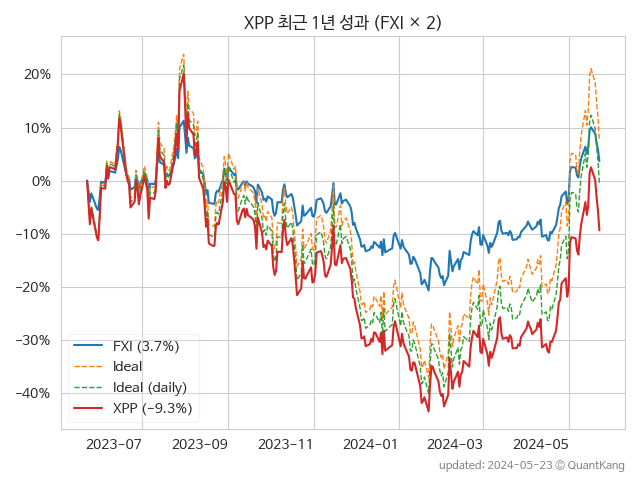 XPP 최근 1년 성과 (FXI × 2)
20%
10%
0%
−10%
−20%
−30%
−40%
FXI (3.7%)
Ideal
Ideal (daily)
XPP (−9.3%)
2023−07
2023−09
2023−11
2024−01
2024−03
2024−05
updated: 2024-05-23 © QuantKang